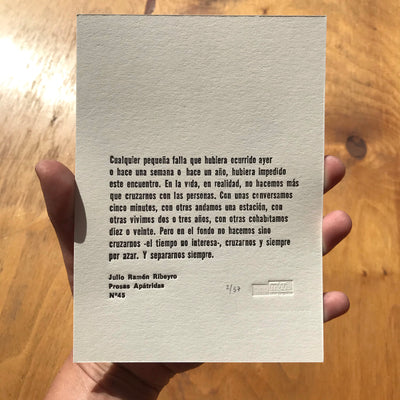 Cualquier pequeña falla que hubiera ocurrido ayer
o hace una semana o hace un año, hubiera impedido
este encuentro. En la vida, en realidad, no hacemos más
que cruzarnos con las personas. Con unas conversamos
cinco minutos, con otros andamos una estación, con
otras vivimos dos o tres años, con otras cohabitamos
diez o veinte. Pero en el fondo no hacemos sino
cruzarnos -el tiempo no interesa-, cruzarnos y siempre
por azar. Y separarnos siempre.
Julio Ramón Ribeyro
Prosas Apátridas
Nº45
2/37